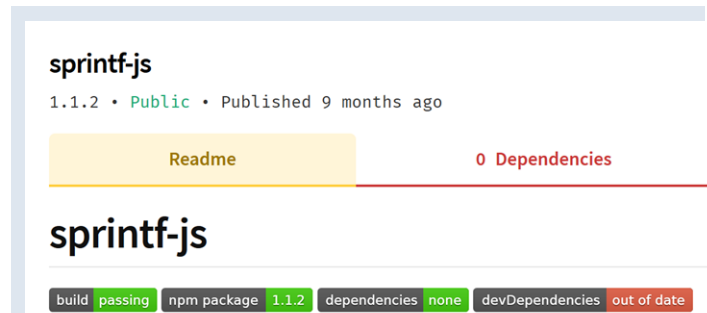 sprintf-js
1.1.2 • Public • Published 9 months ago
Readme
0 Dependencies
sprintf-js
build passing npm package 1.1.2 dependencies none devDependencies out of date